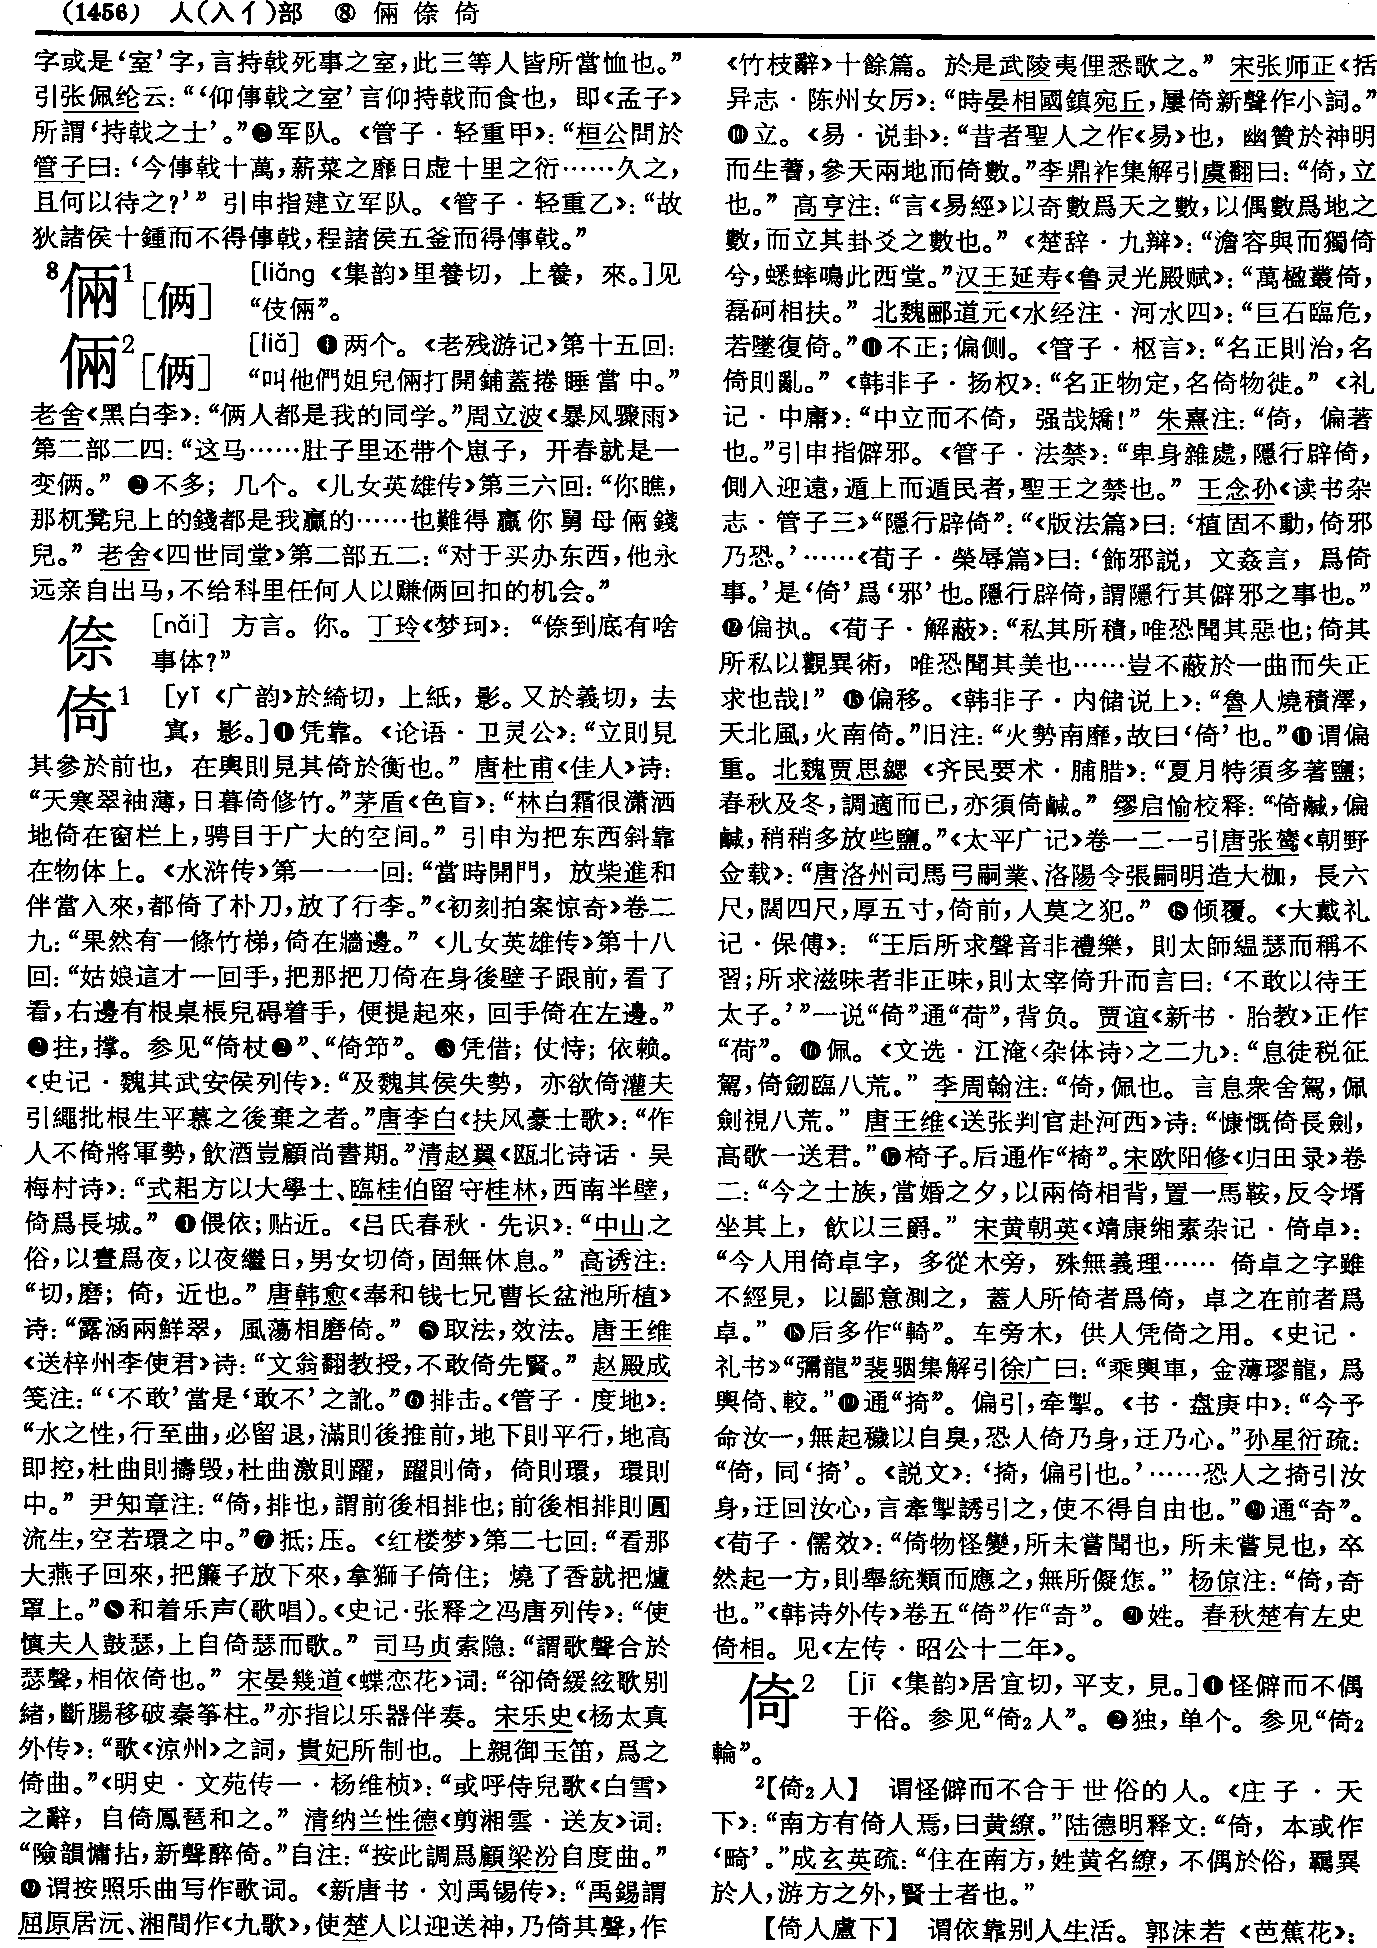 (1456) 人(入亻)部 ⑧ 倆 倷 倚
字或是‘室’字，言持戟死事之室，此三等人皆所當恤也。”
引张佩纶云：“‘仰傳戟之室’言仰持戟而食也，即《孟子》
所謂‘持戟之士’。”❷军队。《管子·轻重甲》：“桓公問於
管子曰：‘今傳戟十萬，薪菜之靡日虚十里之衍……久之，
且何以待之？’” 引申指建立军队。《管子·轻重乙》：“故
狄諸侯十鍾而不得傳戟，程諸侯五釜而得傳戟。”
8倆1[俩] [liǎng 《集韵》里養切，上養，來。]见
“伎倆”。
倆2[俩] [liǎ] ❶两个。《老残游记》第十五回：
“叫他們姐兒倆打開鋪蓋捲睡當中。”
老舍《黑白李》：“俩人都是我的同学。”周立波《暴风骤雨》
第二部二四：“这马……肚子里还带个崽子，开春就是一
变俩。” ❷不多；几个。《儿女英雄传》第三六回：“你瞧，
那杌凳兒上的錢都是我贏的……也難得贏你舅母倆錢
兒。” 老舍《四世同堂》第二部五二：“对于买办东西，他永
远亲自出马，不给科里任何人以赚俩回扣的机会。”
倷 [nǎi] 方言。你。丁玲《梦珂》：“倷到底有啥
事体？”
倚1 [yǐ 《广韵》於綺切，上紙，影。又於義切，去
寘，影。]❶凭靠。《论语·卫灵公》：“立則見
其參於前也，在輿則見其倚於衡也。” 唐杜甫《佳人》诗：
“天寒翠袖薄，日暮倚修竹。”茅盾《色盲》：“林白霜很潇洒
地倚在窗栏上，骋目于广大的空间。” 引申为把东西斜靠
在物体上。《水浒传》第一一一回：“當時開門，放柴進和
伴當入來，都倚了朴刀，放了行李。”《初刻拍案惊奇》卷二
九：“果然有一條竹梯，倚在牆邊。” 《儿女英雄传》第十八
回：“姑娘這才一回手，把那把刀倚在身後壁子跟前，看了
看，右邊有根桌棖兒碍着手，便提起來，回手倚在左邊。”
❷拄，撑。参见“倚杖❷”、“倚筇”。 ❸凭借；仗恃；依赖。
《史记·魏其武安侯列传》：“及魏其侯失勢，亦欲倚灌夫
引繩批根生平慕之後棄之者。”唐李白《扶风豪士歌》：“作
人不倚將軍勢，飲酒豈顧尚書期。”清赵翼《瓯北诗话·吴
梅村诗》：“式耜方以大學士、臨桂伯留守桂林，西南半壁，
倚爲長城。” ❹偎依；贴近。《吕氏春秋·先识》：“中山之
俗，以晝爲夜，以夜繼日，男女切倚，固無休息。” 高诱注：
“切，磨；倚，近也。” 唐韩愈《奉和钱七兄曹长盆池所植》
诗：“露涵兩鮮翠，風蕩相磨倚。” ❺取法，效法。唐王维
《送梓州李使君》诗：“文翁翻教授，不敢倚先賢。” 赵殿成
笺注：“‘不敢’當是‘敢不’之訛。”❻排击。《管子·度地》：
“水之性，行至曲，必留退，滿則後推前，地下則平行，地高
即控，杜曲則擣毁，杜曲激則躍，躍則倚，倚則環，環則
中。” 尹知章注：“倚，排也，謂前後相排也；前後相排則圓
流生，空若環之中。”❼抵；压。《红楼梦》第二七回：“看那
大燕子回來，把簾子放下來，拿獅子倚住；燒了香就把爐
罩上。”❽和着乐声(歌唱)。《史记·张释之冯唐列传》：“使
慎夫人鼓瑟，上自倚瑟而歌。” 司马贞索隐：“謂歌聲合於
瑟聲，相依倚也。” 宋晏幾道《蝶恋花》词：“卻倚緩絃歌别
緒，斷腸移破秦筝柱。”亦指以乐器伴奏。宋乐史《杨太真
外传》：“歌《涼州》之詞，貴妃所制也。上親御玉笛，爲之
倚曲。”《明史·文苑传一·杨维桢》：“或呼侍兒歌《白雪》
之辭，自倚鳳琶和之。” 清纳兰性德《剪湘雲·送友》词：
“險韻慵拈，新聲醉倚。”自注：“按此調爲顧梁汾自度曲。”
❾谓按照乐曲写作歌词。《新唐书·刘禹锡传》：“禹錫謂
屈原居沅、湘間作《九歌》，使楚人以迎送神，乃倚其聲，作
《竹枝辭》十餘篇。於是武陵夷俚悉歌之。” 宋张师正《括
异志·陈州女厉》：“時晏相國鎮宛丘，屢倚新聲作小詞。”
❿立。《易·说卦》：“昔者聖人之作《易》也，幽贊於神明
而生蓍，參天兩地而倚數。”李鼎祚集解引虞翻曰：“倚，立
也。” 高亨注：“言《易經》以奇數爲天之數，以偶數爲地之
數，而立其卦爻之數也。” 《楚辞·九辩》：“澹容與而獨倚
兮，蟋蟀鳴此西堂。”汉王延寿《鲁灵光殿赋》：“萬楹叢倚，
磊砢相扶。” 北魏郦道元《水经注·河水四》：“巨石臨危，
若墜復倚。”⓫不正；偏侧。《管子·枢言》：“名正則治，名
倚則亂。” 《韩非子·扬权》：“名正物定，名倚物徙。” 《礼
记·中庸》：“中立而不倚，强哉矯！” 朱熹注：“倚，偏著
也。”引申指僻邪。《管子·法禁》：“卑身雜處，隱行辟倚，
側入迎遠，遁上而遁民者，聖王之禁也。” 王念孙《读书杂
志·管子三》“隱行辟倚”：“《版法篇》曰：‘植固不動，倚邪
乃恐。’……《荀子·榮辱篇》曰：‘飾邪説，文姦言，爲倚
事。’是‘倚’爲‘邪’也。隱行辟倚，謂隱行其僻邪之事也。”
⓬偏执。《荀子·解蔽》：“私其所積，唯恐聞其惡也；倚其
所私以觀異術，唯恐聞其美也……豈不蔽於一曲而失正
求也哉！” ⓭偏移。《韩非子·内储说上》：“魯人燒積澤，
天北風，火南倚。”旧注：“火勢南靡，故曰‘倚’也。”⓮谓偏
重。北魏贾思勰《齐民要术·脯腊》：“夏月特須多著鹽；
春秋及冬，調適而已，亦須倚鹹。” 缪启愉校释：“倚鹹，偏
鹹，稍稍多放些鹽。”《太平广记》卷一二一引唐张鷟《朝野
佥载》：“唐洛州司馬弓嗣業、洛陽令張嗣明造大枷，長六
尺，闊四尺，厚五寸，倚前，人莫之犯。” ⓯倾覆。《大戴礼
记·保傅》：“王后所求聲音非禮樂，則太師緼瑟而稱不
習；所求滋味者非正味，則太宰倚升而言曰：‘不敢以待王
太子。’”一说“倚”通“荷”，背负。贾谊《新书·胎教》正作
“荷”。 ⓰佩。《文选·江淹〈杂体诗〉之二九》：“息徒税征
駕，倚劒臨八荒。” 李周翰注：“倚，佩也。言息衆舍駕，佩
劍視八荒。” 唐王维《送张判官赴河西》诗：“慷慨倚長劍，
高歌一送君。”⓱椅子。后通作“椅”。宋欧阳修《归田录》卷
二：“今之士族，當婚之夕，以兩倚相背，置一馬鞍，反令壻
坐其上，飲以三爵。” 宋黄朝英《靖康缃素杂记·倚卓》：
“今人用倚卓字，多從木旁，殊無義理…… 倚卓之字雖
不經見，以鄙意測之，蓋人所倚者爲倚，卓之在前者爲
卓。” ⓲后多作“輢”。车旁木，供人凭倚之用。《史记·
礼书》“彌龍”裴骃集解引徐广曰：“乘輿車，金薄璆龍，爲
輿倚、較。”⓳通“掎”。偏引，牵掣。《书·盘庚中》：“今予
命汝一，無起穢以自臭，恐人倚乃身，迂乃心。”孙星衍疏：
“倚，同‘掎’。《説文》：‘掎，偏引也。’……恐人之掎引汝
身，迂回汝心，言牽掣誘引之，使不得自由也。”⓴通“奇”。
《荀子·儒效》：“倚物怪變，所未嘗聞也，所未嘗見也，卒
然起一方，則舉統類而應之，無所儗㤰。” 杨倞注：“倚，奇
也。”《韩诗外传》卷五“倚”作“奇”。 ㉑姓。春秋楚有左史
倚相。见《左传·昭公十二年》。
倚2 [jī 《集韵》居宜切，平支，見。]❶怪僻而不偶
于俗。参见“倚2人”。❷独，单个。参见“倚2
輪”。
2【倚2人】 谓怪僻而不合于世俗的人。《庄子·天
下》：“南方有倚人焉，曰黄繚。”陆德明释文：“倚，本或作
‘畸’。”成玄英疏：“住在南方，姓黄名繚，不偶於俗，羈異
於人，游方之外，賢士者也。”
【倚人廬下】 谓依靠别人生活。郭沫若《芭蕉花》：